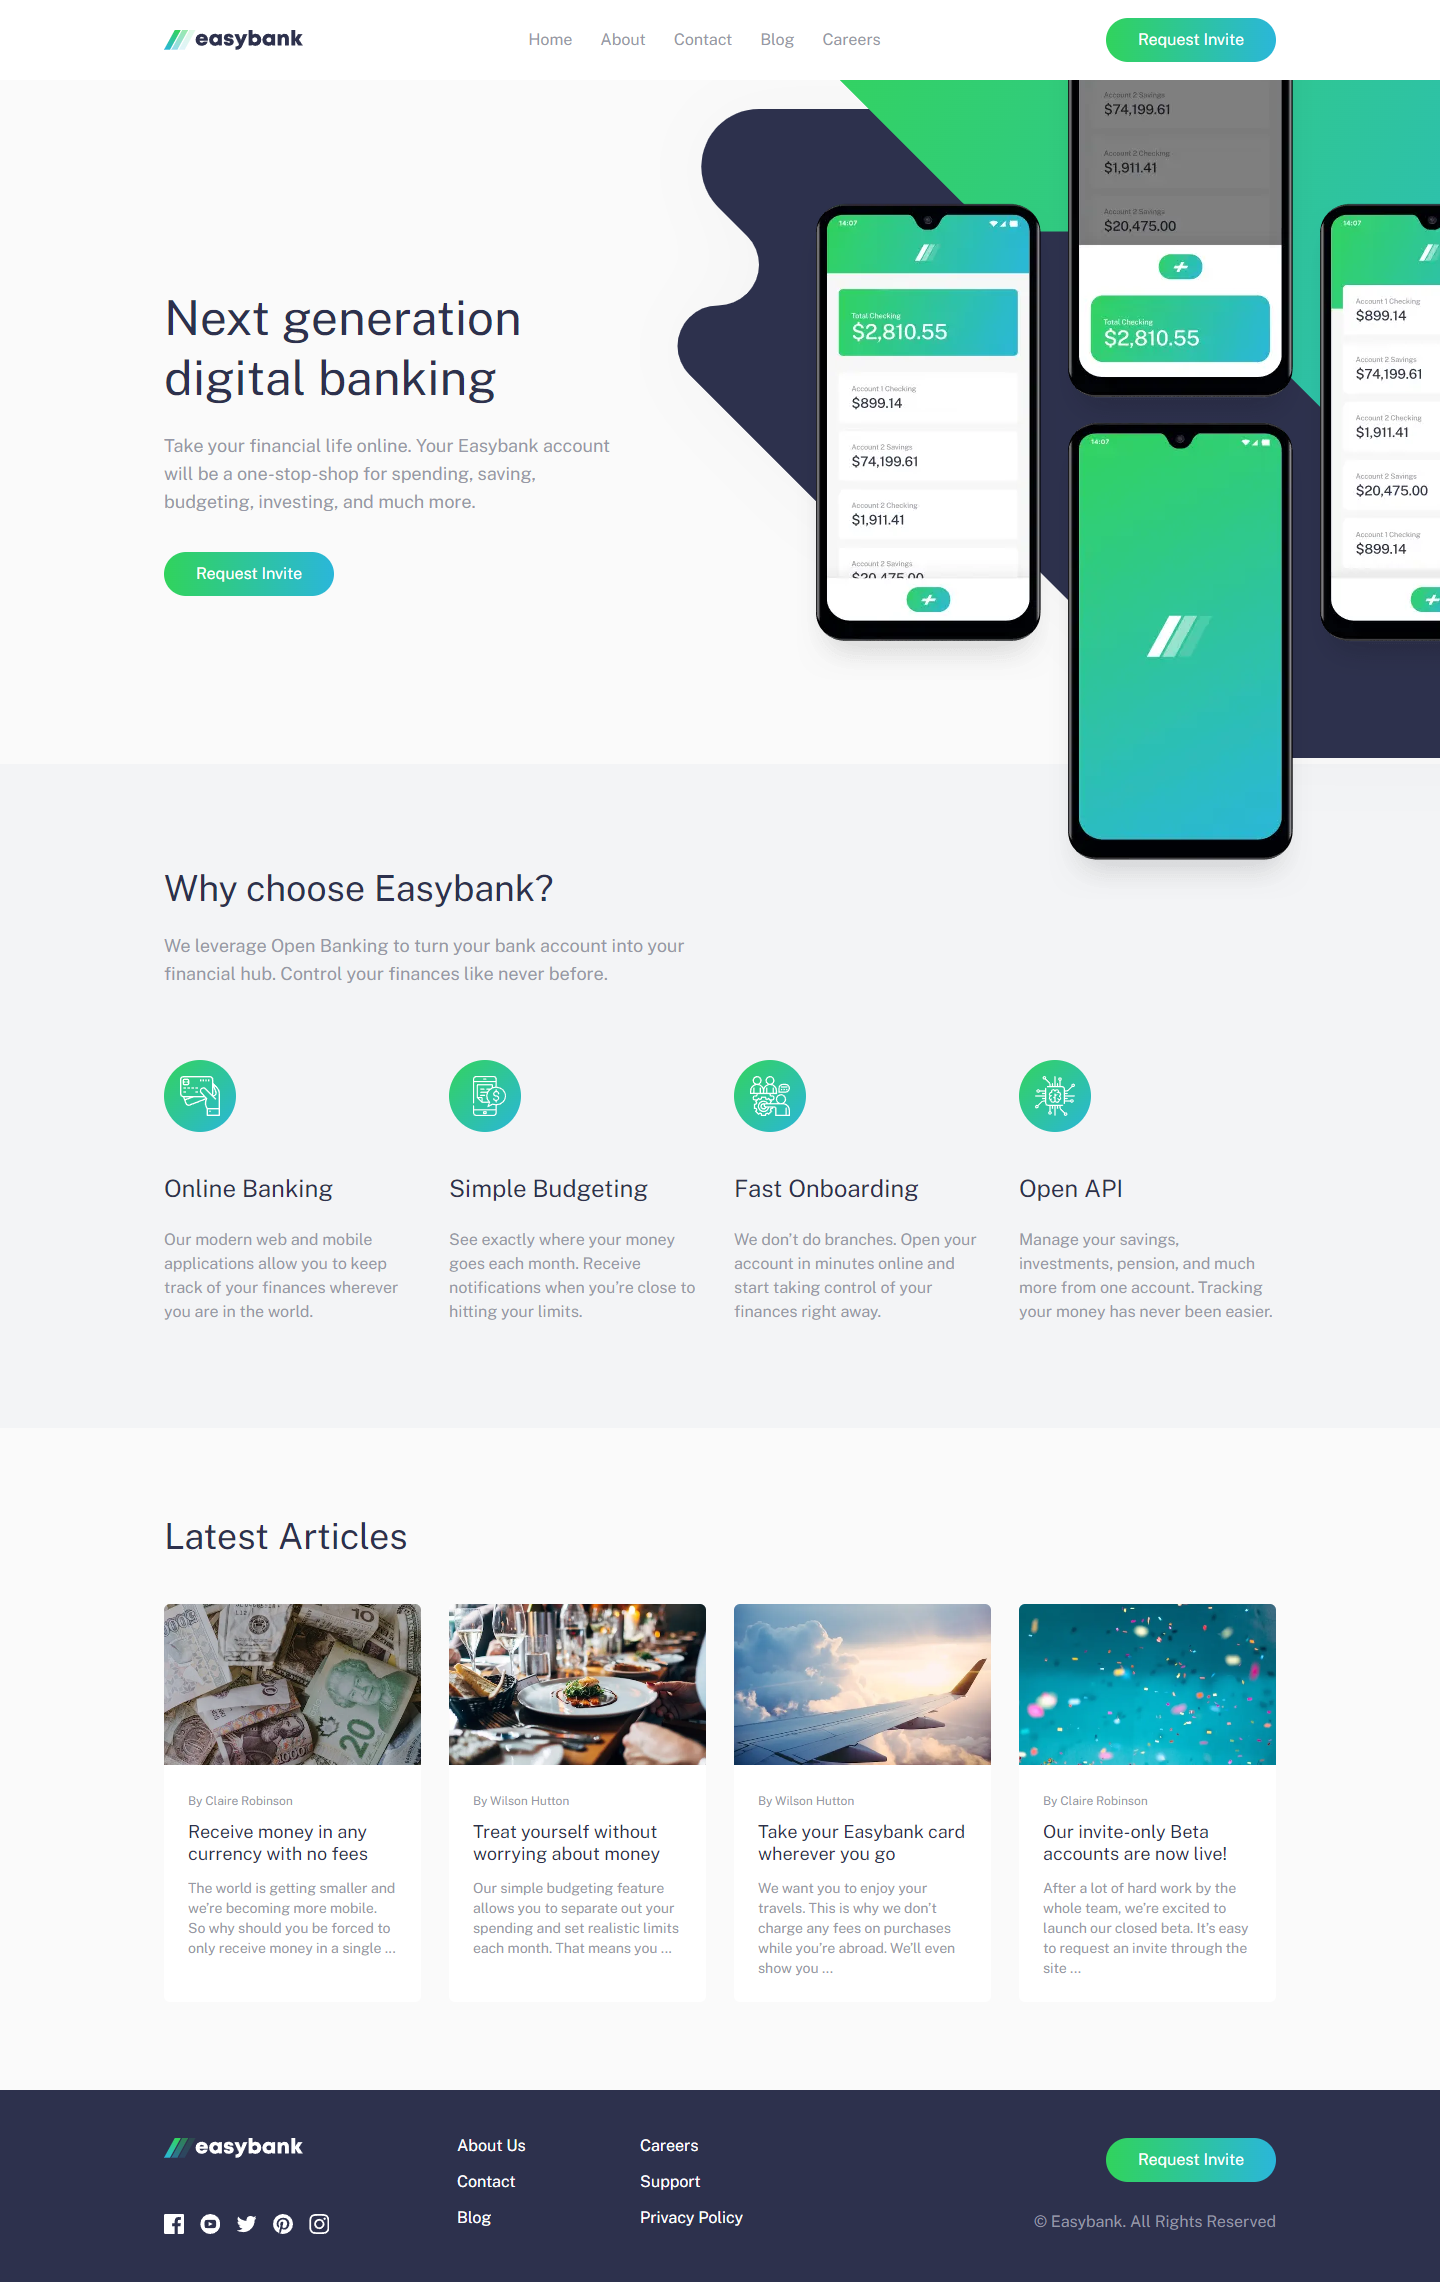 easybank
Home About Contact Blog Careers
Request Invite
Next generation
digital banking
Take your financial life online. Your Easybank account
will be a one-stop-shop for spending, saving,
budgeting, investing, and much more.
Request Invite
14:07
Total Checking
$2,810.55
Account 1 Checking
$899.14
Account 2 Savings
$74,199.61
Account 2 Checking
$1,911.41
Account 2 Savings
$20,475.00
Account 2 Savings
$74,199.61
Account 2 Checking
$1,911.41
Account 2 Savings
$20,475.00
Total Checking
$2,810.55
14:07
14:07
Account 1 Checking
$899.14
Account 2 Savings
$74,199.61
Account 2 Checking
$1,911.41
Account 2 Savings
$20,475.00
Account 1 Checking
$899.14
Why choose Easybank?
We leverage Open Banking to turn your bank account into your
financial hub. Control your finances like never before.
Online Banking
Our modern web and mobile
applications allow you to keep
track of your finances wherever
you are in the world.
Simple Budgeting
See exactly where your money
goes each month. Receive
notifications when you’re close to
hitting your limits.
Fast Onboarding
We don’t do branches. Open your
account in minutes online and
start taking control of your
finances right away.
Open API
Manage your savings,
investments, pension, and much
more from one account. Tracking
your money has never been easier.
Latest Articles
10
20
1000
By Claire Robinson
Receive money in any
currency with no fees
The world is getting smaller and
we’re becoming more mobile.
So why should you be forced to
only receive money in a single ...
By Wilson Hutton
Treat yourself without
worrying about money
Our simple budgeting feature
allows you to separate out your
spending and set realistic limits
each month. That means you ...
By Wilson Hutton
Take your Easybank card
wherever you go
We want you to enjoy your
travels. This is why we don’t
charge any fees on purchases
while you’re abroad. We’ll even
show you ...
By Claire Robinson
Our invite-only Beta
accounts are now live!
After a lot of hard work by the
whole team, we’re excited to
launch our closed beta. It’s easy
to request an invite through the
site ...
easybank
About Us
Contact
Blog
Careers
Support
Privacy Policy
Request Invite
© Easybank. All Rights Reserved